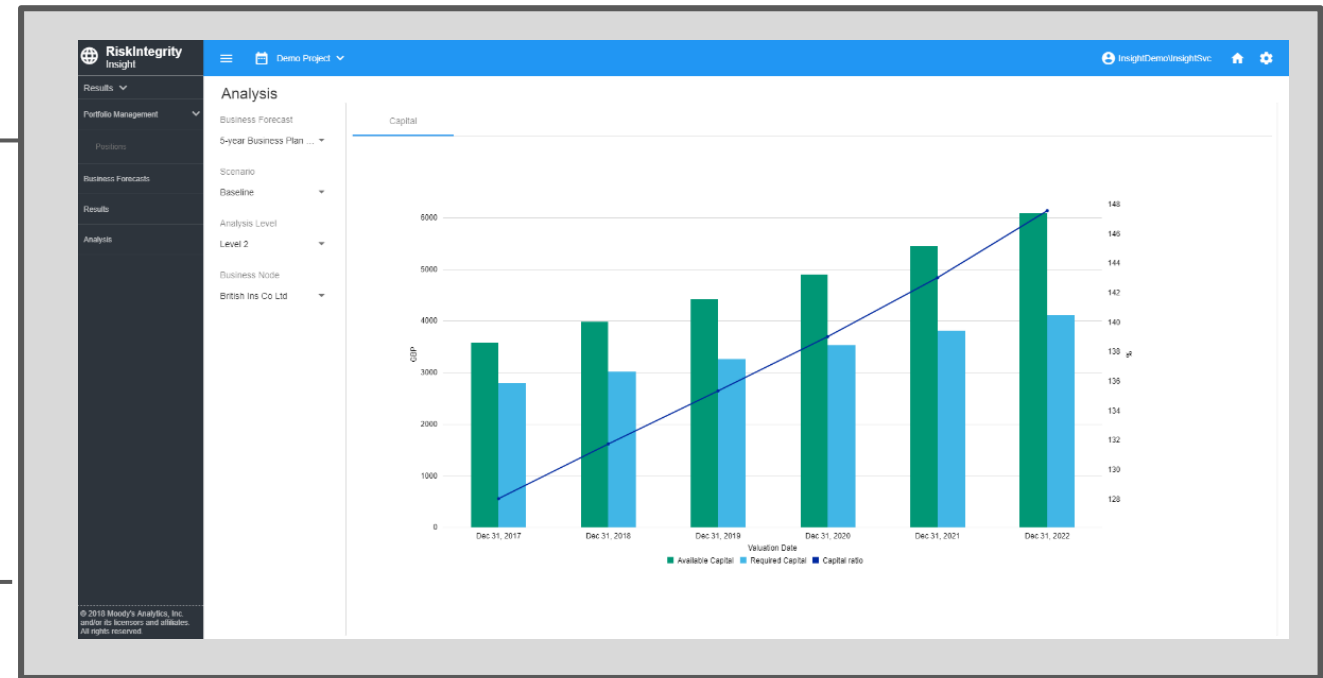 RiskIntegrity
Insight
Demo Project
InsightDemo\InsightSvc
Results
Portfolio Management
Positions
Business Forecasts
Results
Analysis
© 2018 Moody's Analytics, Inc.
and/or its licensors and affiliates.
All rights reserved.
Analysis
Business Forecast
5-year Business Plan ...
Scenario
Baseline
Analysis Level
Level 2
Business Node
British Ins Co Ltd
Capital
6000
5000
4000
3000
2000
1000
0
GBP
148
146
144
142
140
138
136
134
132
130
128
%
Dec 31, 2017
Dec 31, 2018
Dec 31, 2019
Dec 31, 2020
Dec 31, 2021
Dec 31, 2022
Valuation Date
Available Capital
Required Capital
Capital ratio